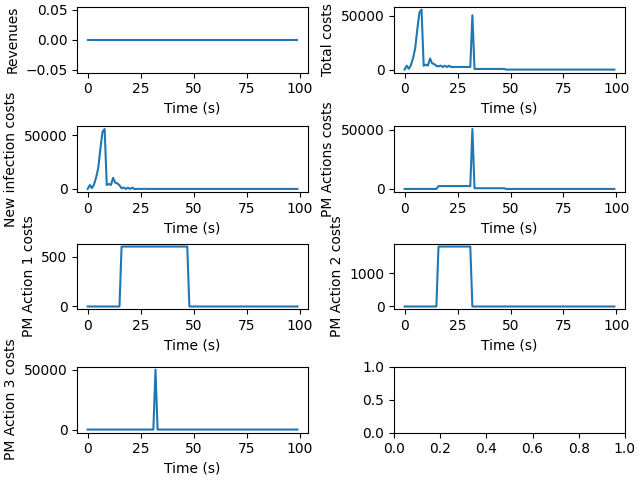 Revenues
0.05
0.00
−0.05
0 25 50 75 100
Time (s)
Total costs
50000
0
0 25 50 75 100
Time (s)
New infection costs
50000
0
0 25 50 75 100
Time (s)
PM Actions costs
50000
0
0 25 50 75 100
Time (s)
PM Action 1 costs
500
0
0 25 50 75 100
Time (s)
PM Action 2 costs
1000
0
0 25 50 75 100
Time (s)
PM Action 3 costs
50000
0
0 25 50 75 100
Time (s)
1.0
0.5
0.0
0.0 0.2 0.4 0.6 0.8 1.0